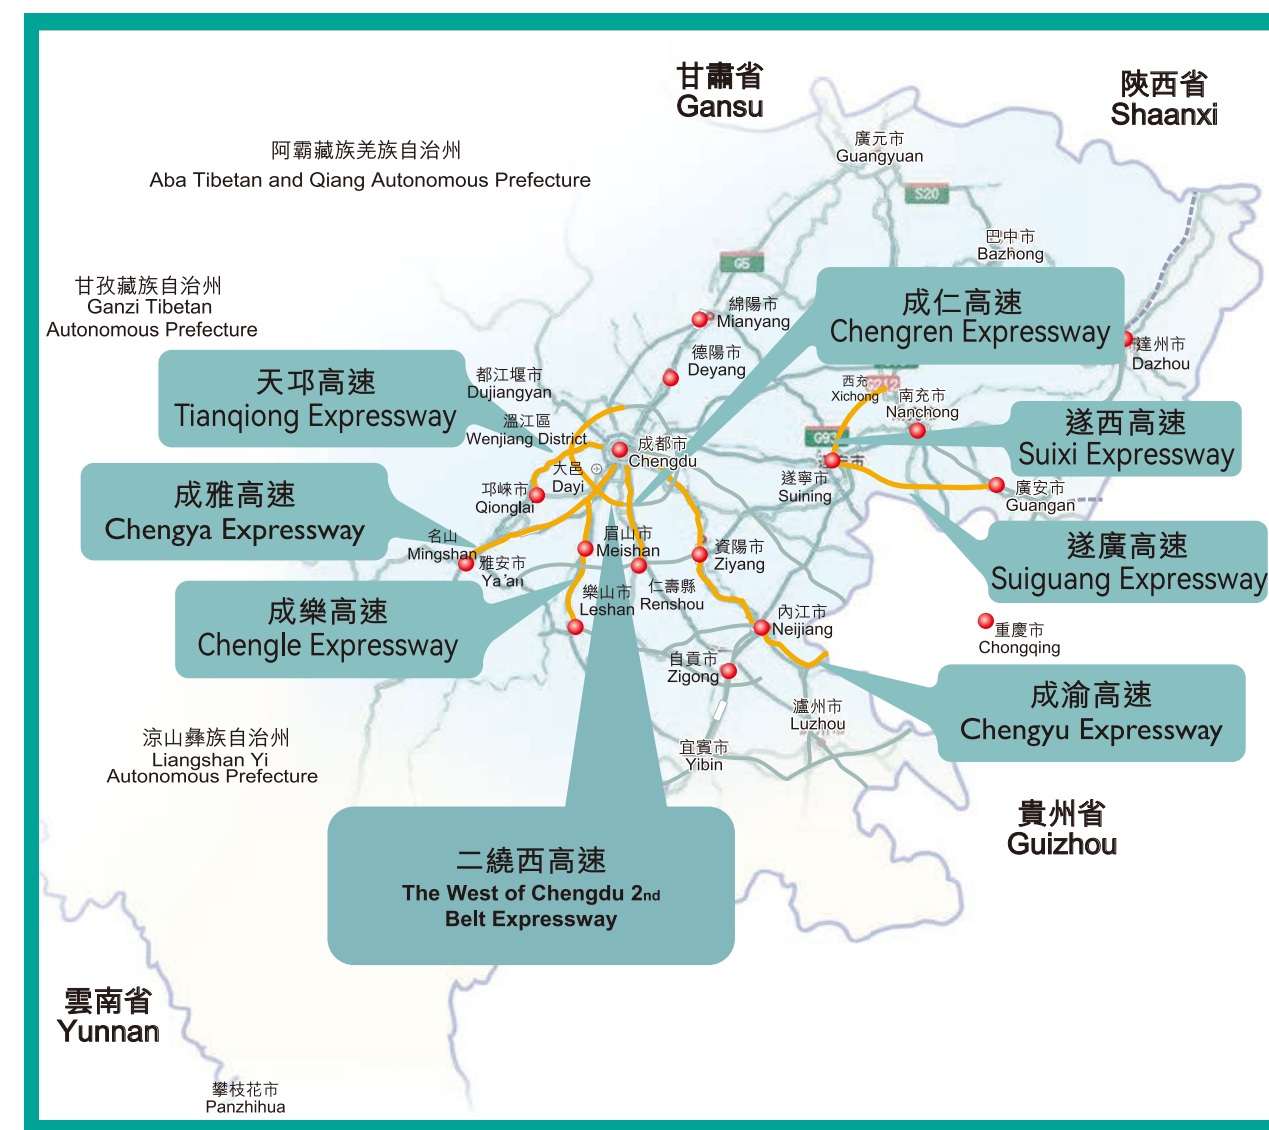 甘肅省
Gansu
陝西省
Shaanxi
廣元市
Guangyuan
阿霸藏族羌族自治州
Aba Tibetan and Qiang Autonomous Prefecture
S20
巴中市
Bazhong
G5
甘孜藏族自治州
Ganzi Tibetan
Autonomous Prefecture
綿陽市
Mianyang
成仁高速
Chengren Expressway
達州市
Dazhou
德陽市
Deyang
天邛高速
Tianqiong Expressway
都江堰市
Dujiangyan
西充
Xichong
G212
南充市
Nanchong
溫江區
Wenjiang District
成都市
Chengdu
遂西高速
Suixi Expressway
大邑
Dayi
遂寧市
Suining
成雅高速
Chengya Expressway
邛崍市
Qionglai
廣安市
Guangan
名山
Mingshan
雅安市
Ya'an
眉山市
Meishan
資陽市
Ziyang
遂廣高速
Suiguang Expressway
成樂高速
Chengle Expressway
樂山市
Leshan
仁壽縣
Renshou
內江市
Neijiang
重慶市
Chongqing
自貢市
Zigong
成渝高速
Chengyu Expressway
瀘州市
Luzhou
宜賓市
Yibin
涼山彝族自治州
Liangshan Yi
Autonomous Prefecture
貴州省
Guizhou
二繞西高速
The West of Chengdu 2nd
Belt Expressway
雲南省
Yunnan
攀枝花市
Panzhihua